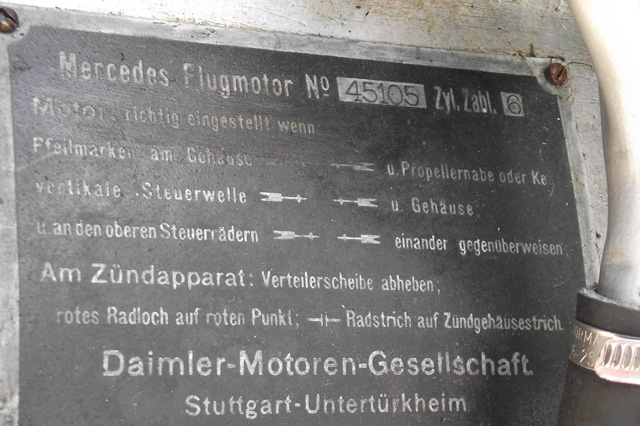 Mercedes Flugmotor No 45105 Zyl. Zahl. 6
Motor: richtig eingestellt wenn
Pfeilmarken am Gehäuse u. Propellernabe oder Ke
vertikale Steuerwelle u. Gehäuse,
u. an den oberen Steuerrädern einander gegenüberweisen;
Am Zündapparat: Verteilerscheibe abheben;
rotes Radloch auf roten Punkt; Radstrich auf Zündgehäusestrich.
Daimler-Motoren-Gesellschaft
Stuttgart-Untertürkheim